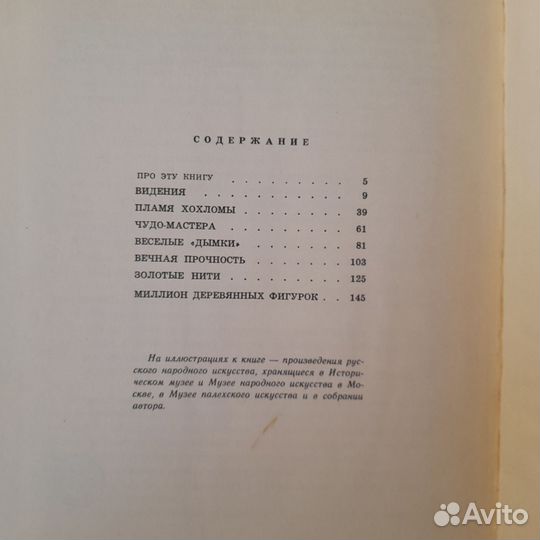 СОДЕРЖАНИЕ
ПРО ЭТУ КНИГУ . . . . . . . . . 5
ВИДЕНИЯ . . . . . . . . . . . 9
ПЛАМЯ ХОХЛОМЫ . . . . . . . . 39
ЧУДО-МАСТЕРА . . . . . . . . . 61
ВЕСЕЛЫЕ «ДЫМКИ» . . . . . . . 81
ВЕЧНАЯ ПРОЧНОСТЬ . . . . . . . 103
ЗОЛОТЫЕ НИТИ . . . . . . . . . 125
МИЛЛИОН ДЕРЕВЯННЫХ ФИГУРОК . . 145
На иллюстрациях к книге — произведения рус-
ского народного искусства, хранящиеся в Истори-
ческом музее и Музее народного искусства в Мо-
скве, в Музее палехского искусства и в собрании
автора.
Avito